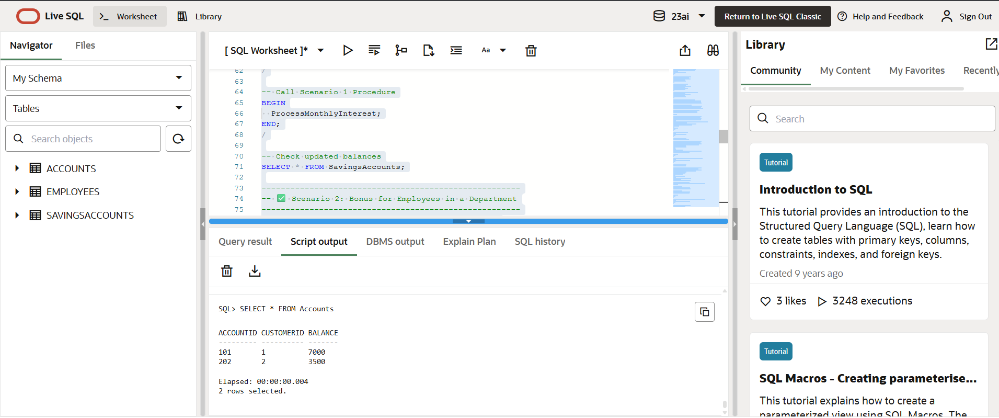 Live SQL
Worksheet
Library
23ai
Return to Live SQL Classic
Help and Feedback
Sign Out
Navigator
Files
My Schema
Tables
Search objects
ACCOUNTS
EMPLOYEES
SAVINGSACCOUNTS
[ SQL Worksheet ]*
Aa
62 /
63
64 -- Call Scenario 1 Procedure
65 BEGIN
66 ProcessMonthlyInterest;
67 END;
68 /
69
70 -- Check updated balances
71 SELECT * FROM SavingsAccounts;
72
73 ------------------------------------------------------
74 -- ✅ Scenario 2: Bonus for Employees in a Department
75 ------------------------------------------------------
Query result
Script output
DBMS output
Explain Plan
SQL history
SQL> SELECT * FROM Accounts
ACCOUNTID CUSTOMERID BALANCE
--------- ---------- -------
101 1 7000
202 2 3500
Elapsed: 00:00:00.004
2 rows selected.
Library
Community
My Content
My Favorites
Recently
Search
Tutorial
Introduction to SQL
This tutorial provides an introduction to the
Structured Query Language (SQL), learn how
to create tables with primary keys, columns,
constraints, indexes, and foreign keys.
Created 9 years ago
3 likes
3248 executions
Tutorial
SQL Macros - Creating parameterise...
This tutorial explains how to create a
parameterized view using SQL Macros. The